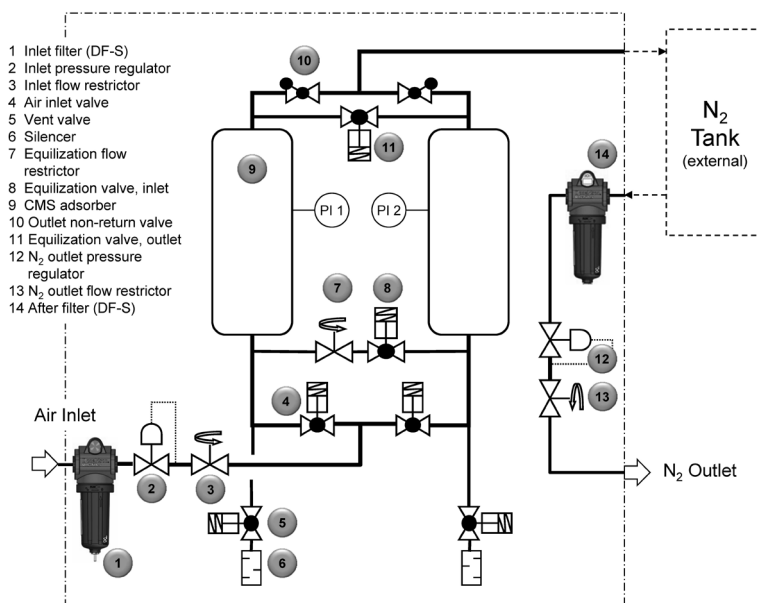 1 Inlet filter (DF-S)
2 Inlet pressure regulator
3 Inlet flow restrictor
4 Air inlet valve
5 Vent valve
6 Silencer
7 Equilization flow
restrictor
8 Equilization valve, inlet
9 CMS adsorber
10 Outlet non-return valve
11 Equilization valve, outlet
12 N₂ outlet pressure
regulator
13 N₂ outlet flow restrictor
14 After filter (DF-S)
10
11
9
PI 1
PI 2
7
8
4
Air Inlet
2
3
1
5
6
N₂
Tank
(external)
14
12
13
N₂ Outlet